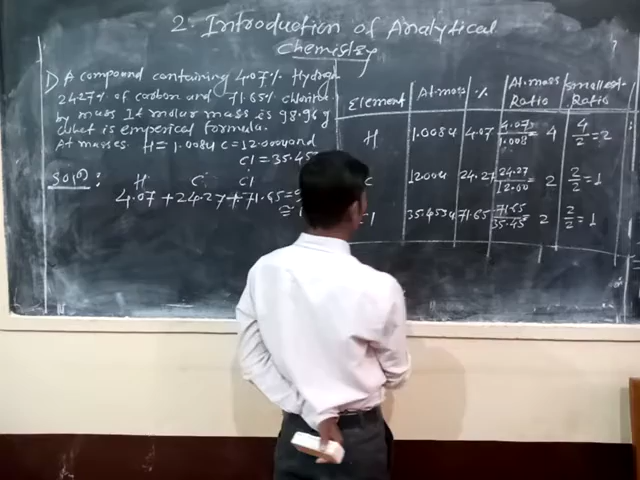 2. Introduction of Analytical
Chemistry
1) A compound containing 4.07% Hydrogen
24.27% of carbon and 71.65% chlorine
by mass It molar mass is 98.96 g
what is emperical formula.
At masses. H = 1.0084 C = 12.000 and
Cl = 35.45
Solⁿ :
H C Cl
4.07 + 24.27 + 71.65 =
Element At.mass % At.mass Ratio Smallest Ratio
H 1.0084 4.07 4.07/1.008 = 4 4/2 = 2
C 12.004 24.27 24.27/12.00 = 2 2/2 = 1
35.4534 71.65 71.65/35.45 = 2 2/2 = 1